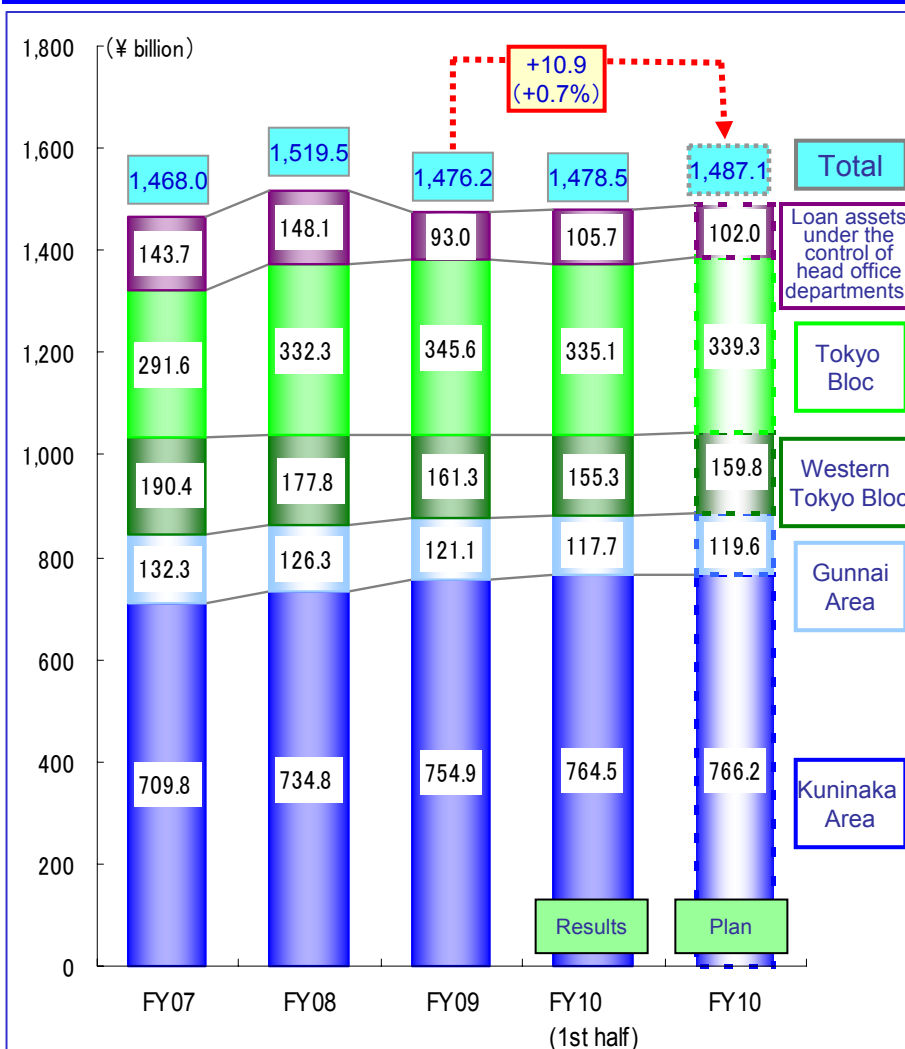 (¥ billion)
+10.9
(+0.7%)
1,800
1,600
1,400
1,200
1,000
800
600
400
200
0
1,468.0
1,519.5
1,476.2
1,478.5
1,487.1
Total
143.7
148.1
93.0
105.7
102.0
Loan assets
under the
control of
head office
departments
291.6
332.3
345.6
335.1
339.3
Tokyo
Bloc
190.4
177.8
161.3
155.3
159.8
Western
Tokyo Bloc
132.3
126.3
121.1
117.7
119.6
Gunnai
Area
709.8
734.8
754.9
764.5
766.2
Kuninaka
Area
Results
Plan
FY07
FY08
FY09
FY10
(1st half)
FY10